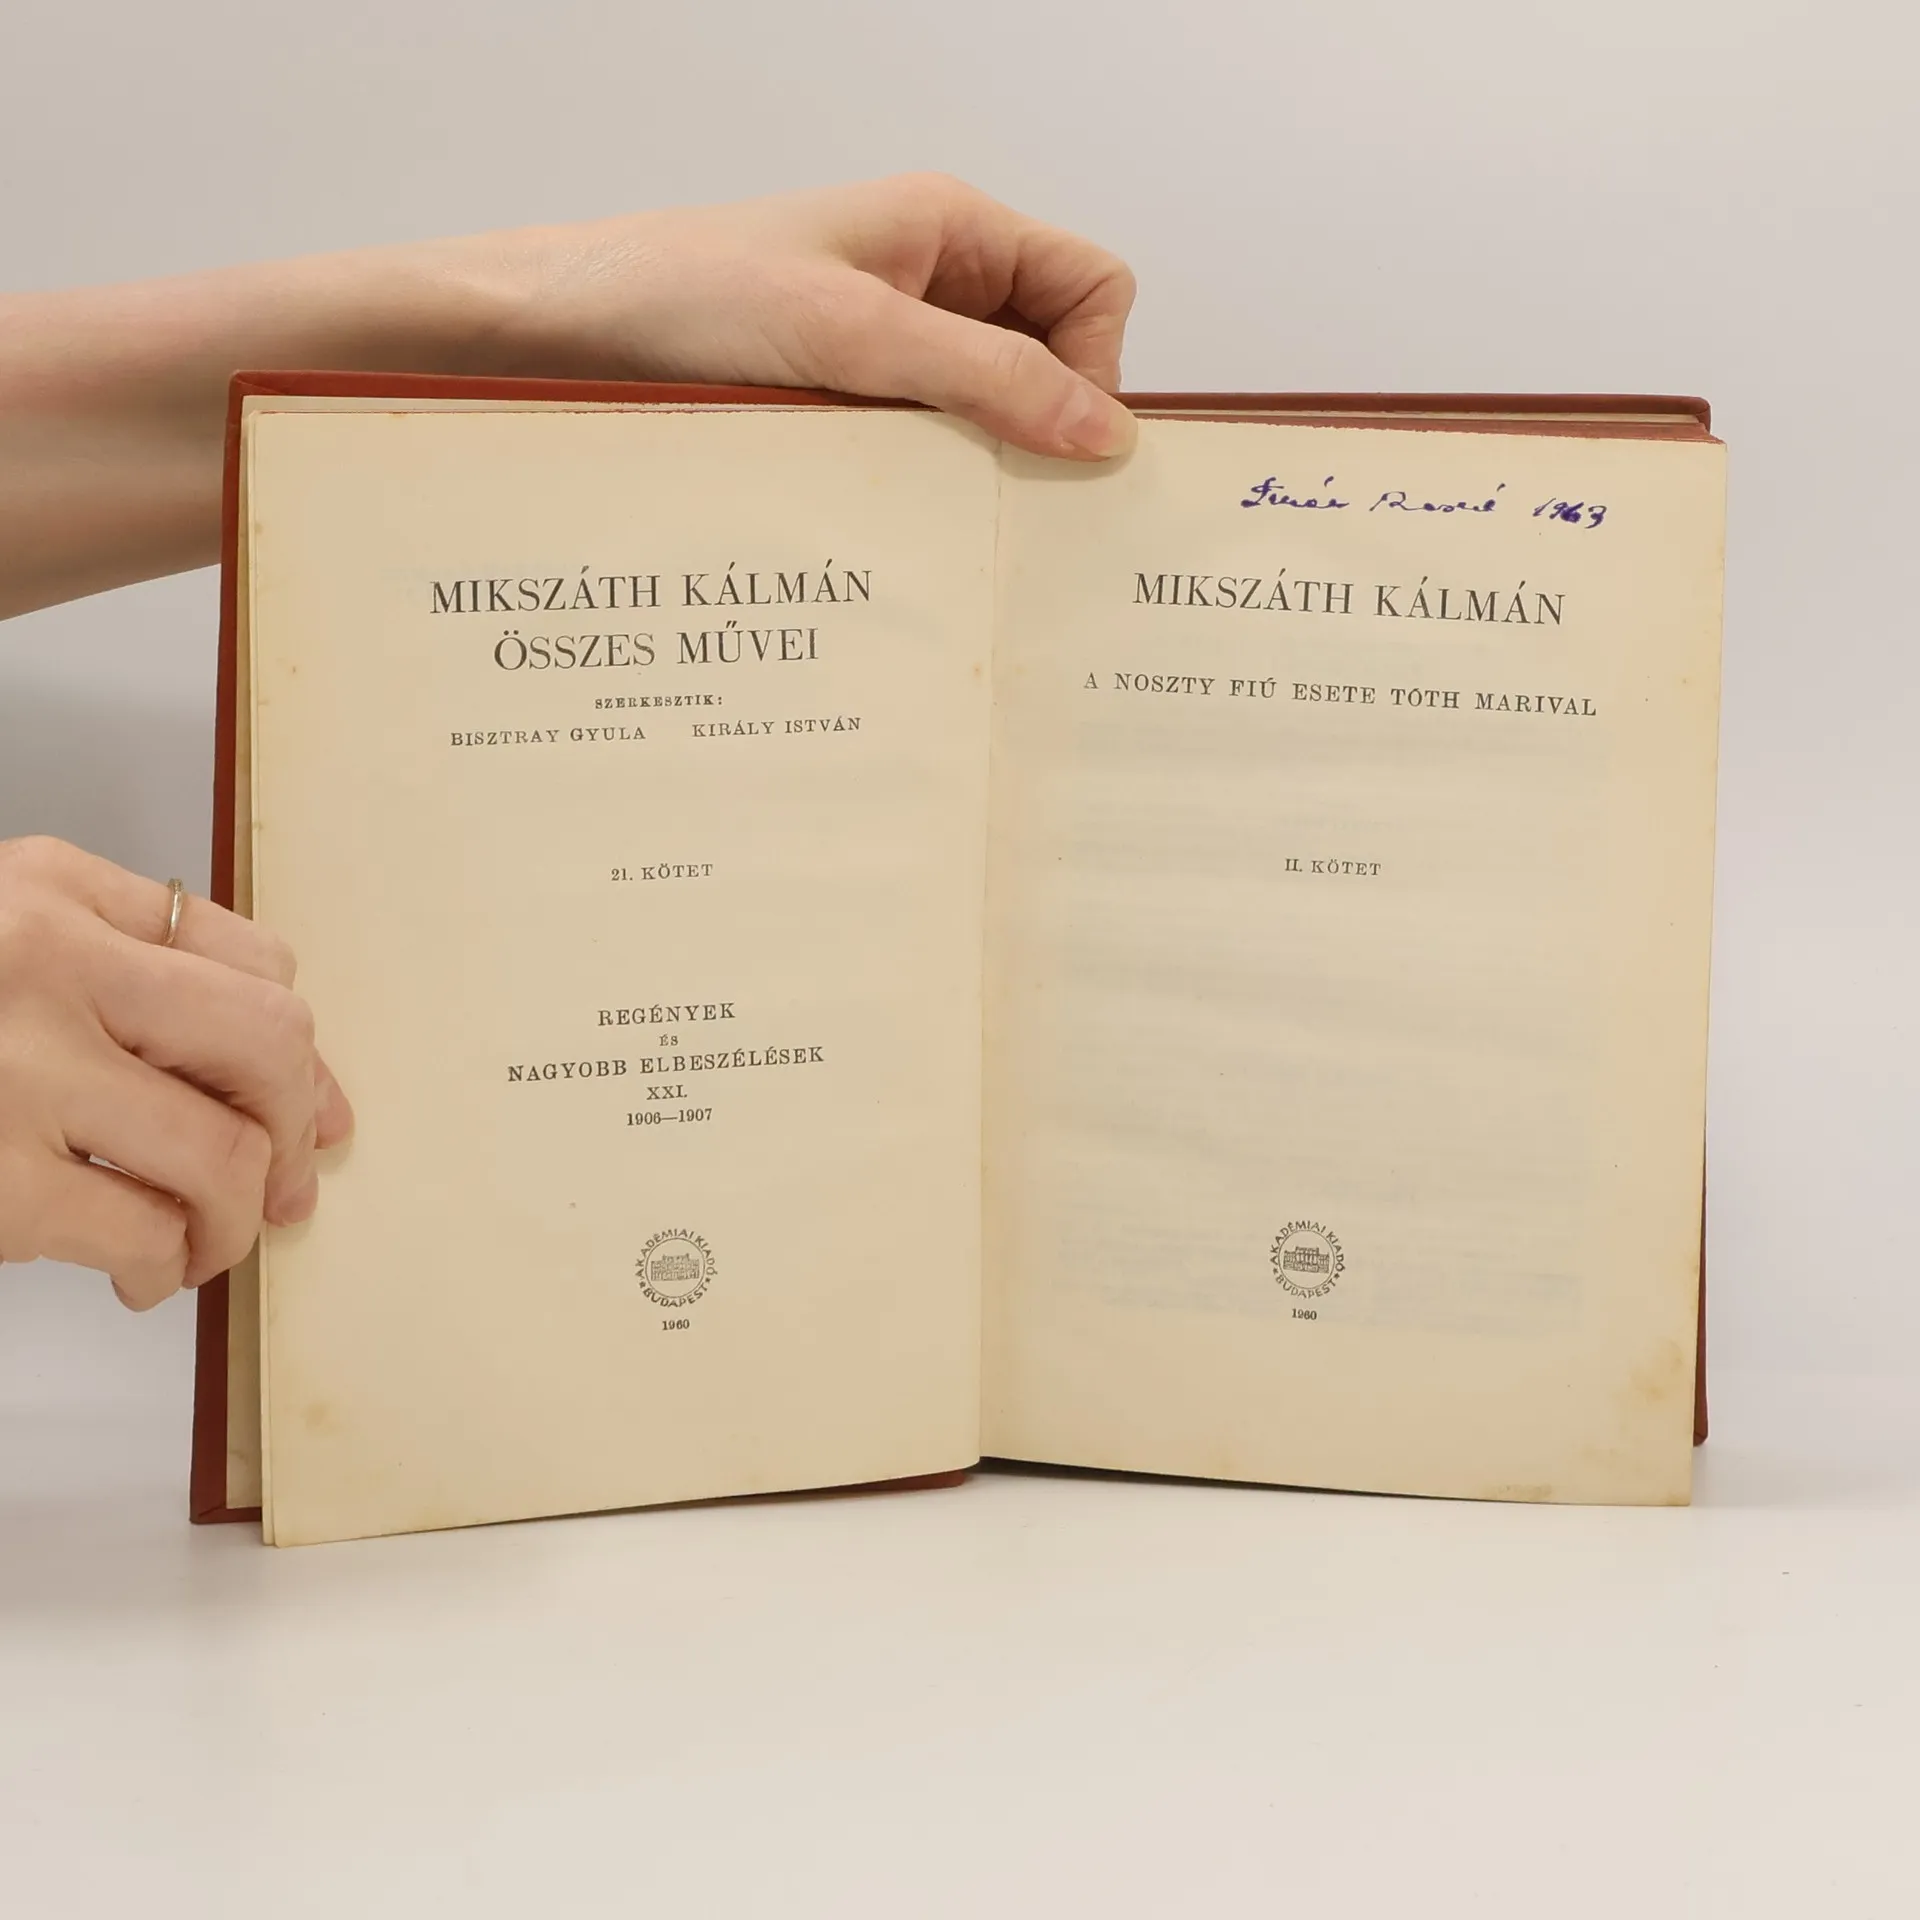 MIKSZÁTH KÁLMÁN
ÖSSZES MŰVEI
SZERKESZTIK:
BISZTRAY GYULA KIRÁLY ISTVÁN
21. KÖTET
REGÉNYEK
ÉS
NAGYOBB ELBESZÉLÉSEK
XXI.
1906—1907
AKADÉMIAI KIADÓ
BUDAPEST
1960
1963
MIKSZÁTH KÁLMÁN
A NOSZTY FIÚ ESETE TÓTH MARIVAL
II. KÖTET
AKADÉMIAI KIADÓ
BUDAPEST
1960